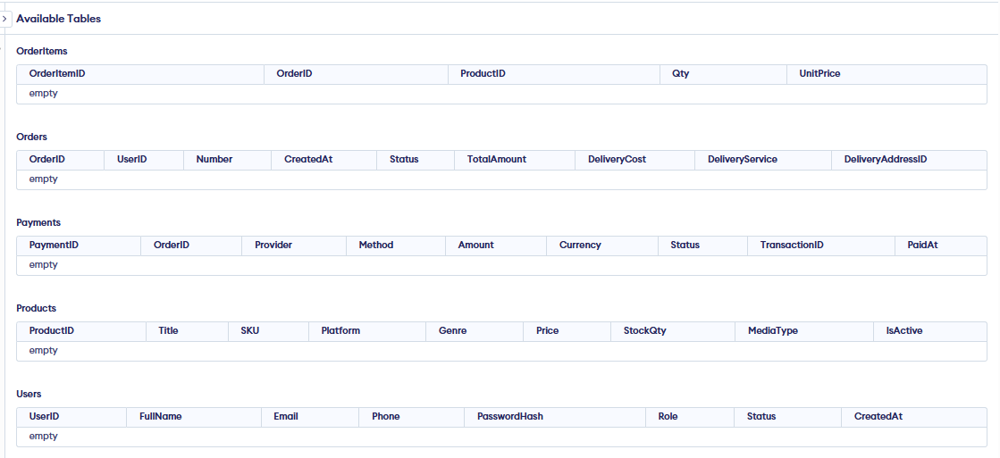 Available Tables
OrderItems
OrderItemID OrderID ProductID Qty UnitPrice
empty
Orders
OrderID UserID Number CreatedAt Status TotalAmount DeliveryCost DeliveryService DeliveryAddressID
empty
Payments
PaymentID OrderID Provider Method Amount Currency Status TransactionID PaidAt
empty
Products
ProductID Title SKU Platform Genre Price StockQty MediaType IsActive
empty
Users
UserID FullName Email Phone PasswordHash Role Status CreatedAt
empty